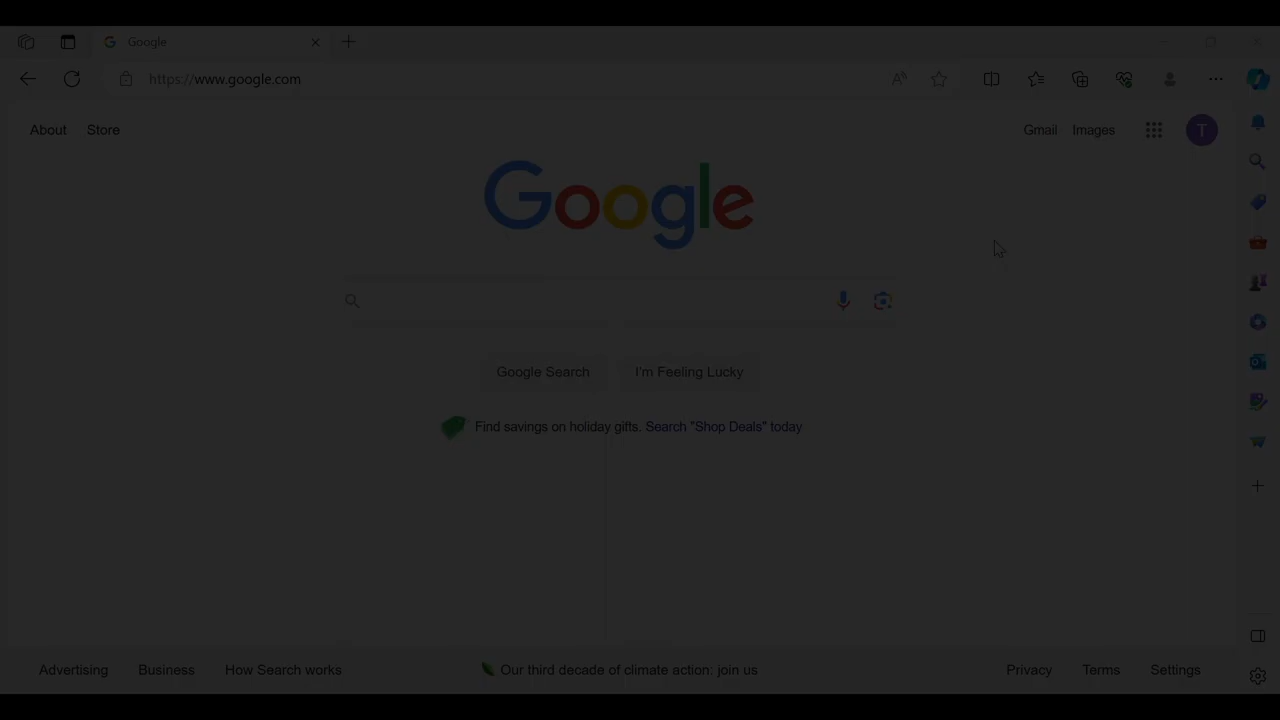 Google
https://www.google.com
About Store
Gmail Images
T
Google
Google Search I'm Feeling Lucky
Find savings on holiday gifts. Search "Shop Deals" today
Advertising Business How Search works
Our third decade of climate action: join us
Privacy Terms Settings